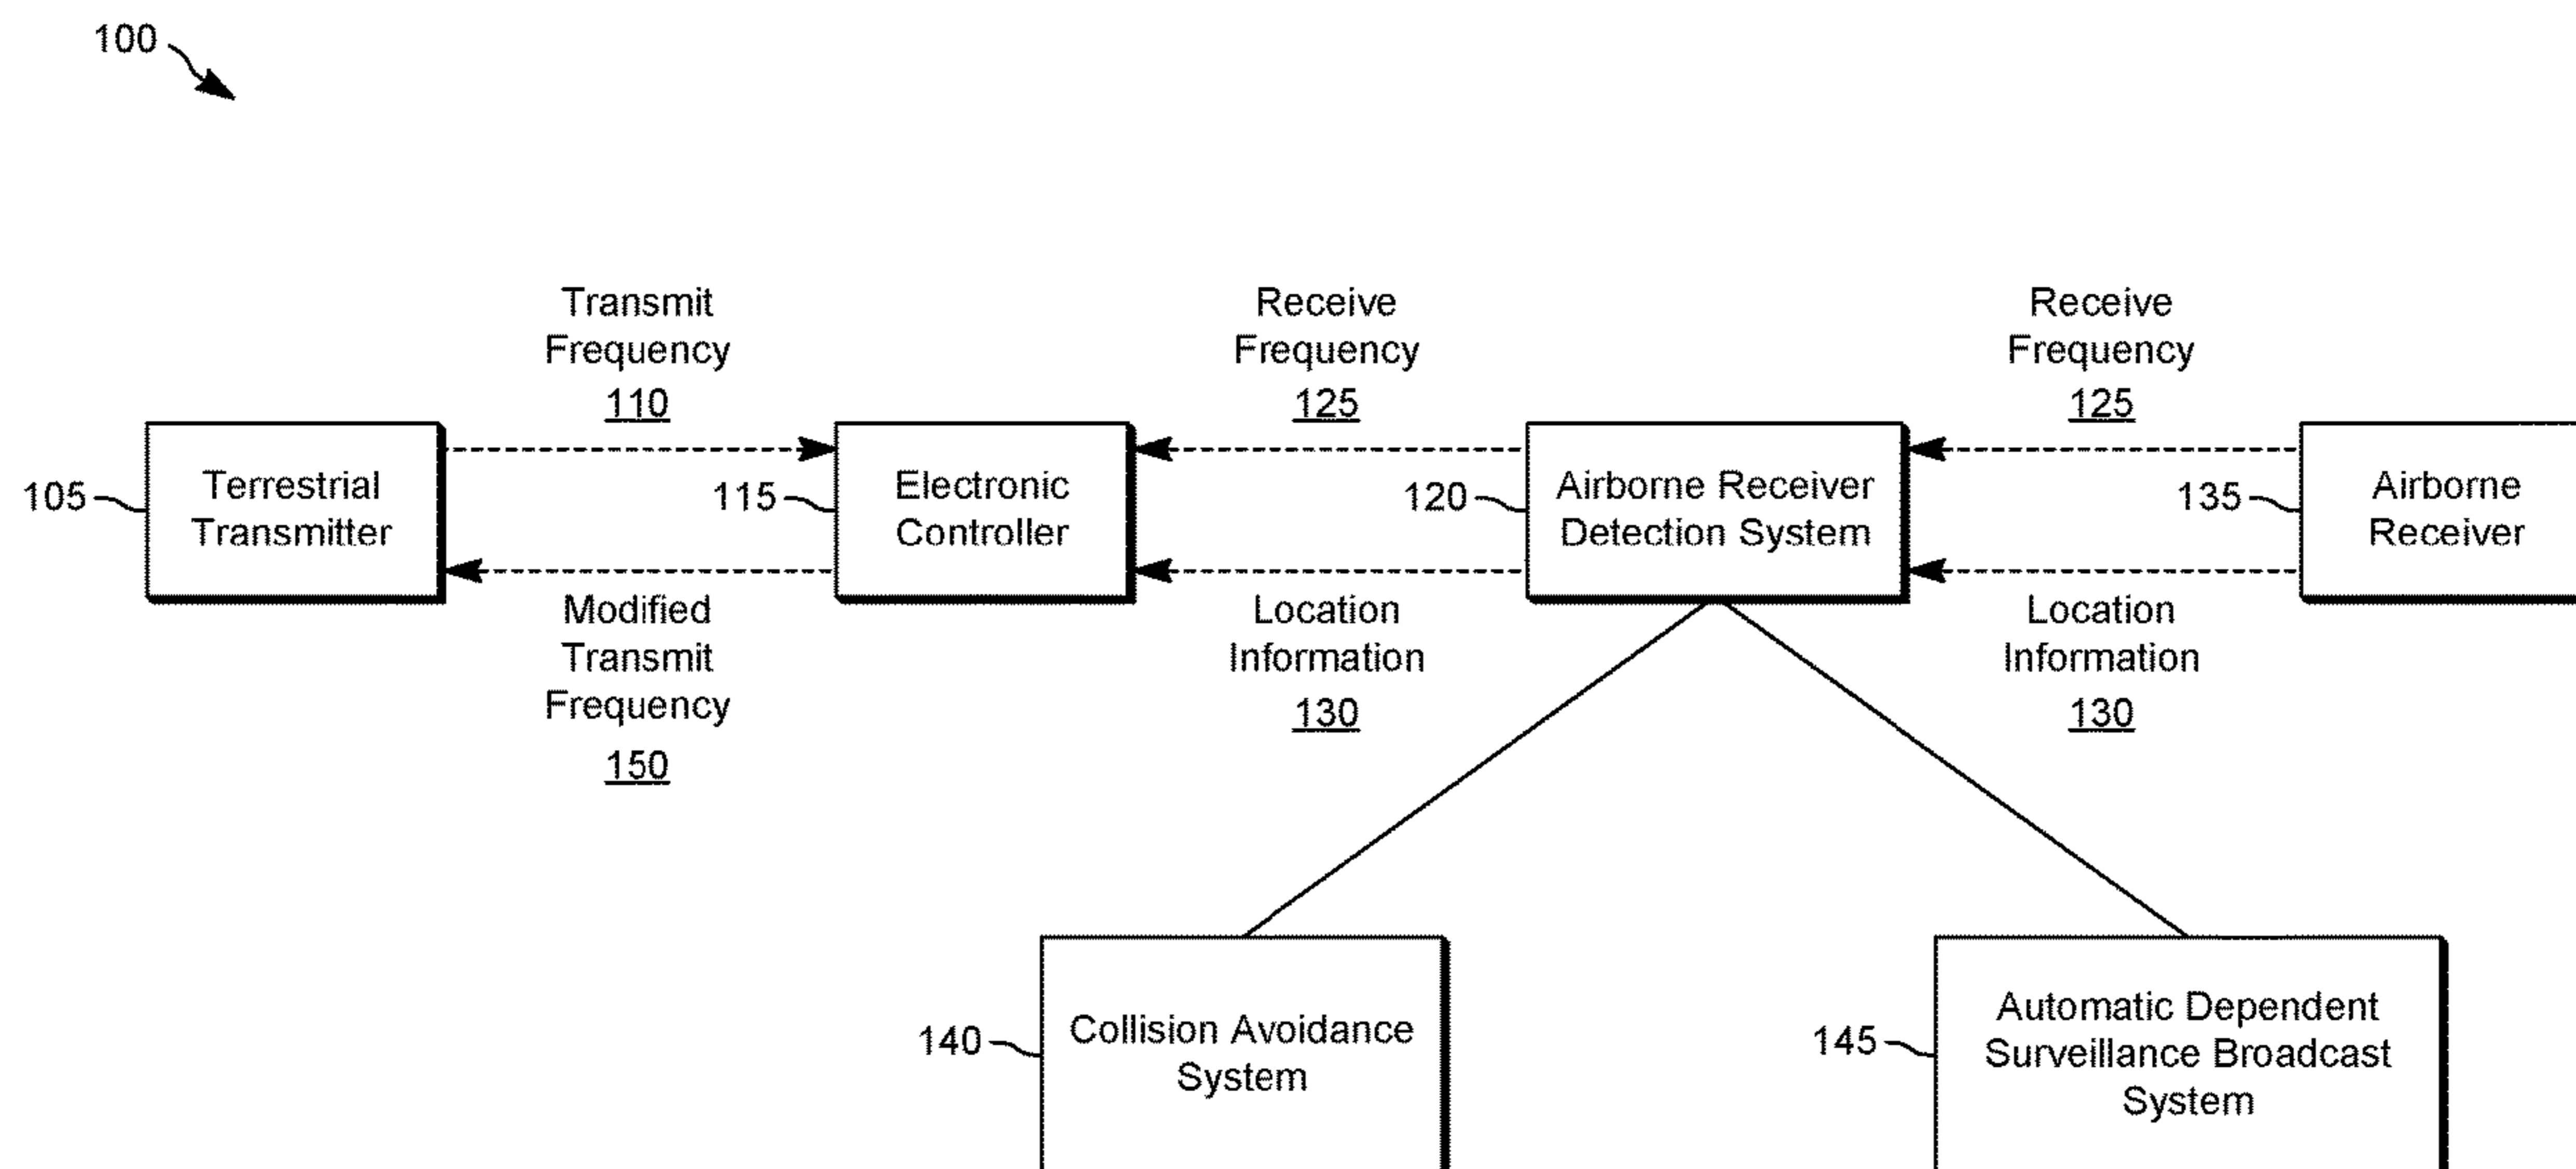 100
Transmit
Frequency
110
Receive
Frequency
125
Receive
Frequency
125
105
Terrestrial
Transmitter
115
Electronic
Controller
120
Airborne Receiver
Detection System
135
Airborne
Receiver
Modified
Transmit
Frequency
150
Location
Information
130
Location
Information
130
140
Collision Avoidance
System
145
Automatic Dependent
Surveillance Broadcast
System